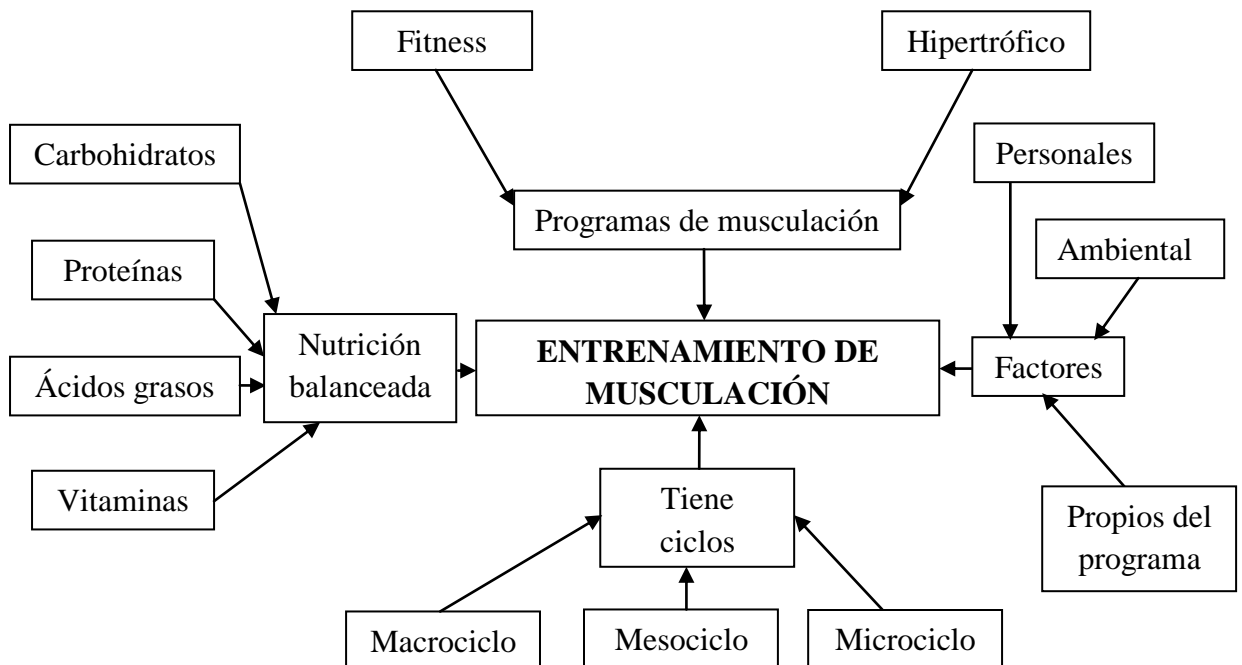 Fitness
Hipertrófico
Carbohidratos
Personales
Programas de musculación
Proteínas
Ambiental
Nutrición
balanceada
ENTRENAMIENTO DE
MUSCULACIÓN
Factores
Ácidos grasos
Vitaminas
Tiene
ciclos
Propios del
programa
Macrociclo
Mesociclo
Microciclo